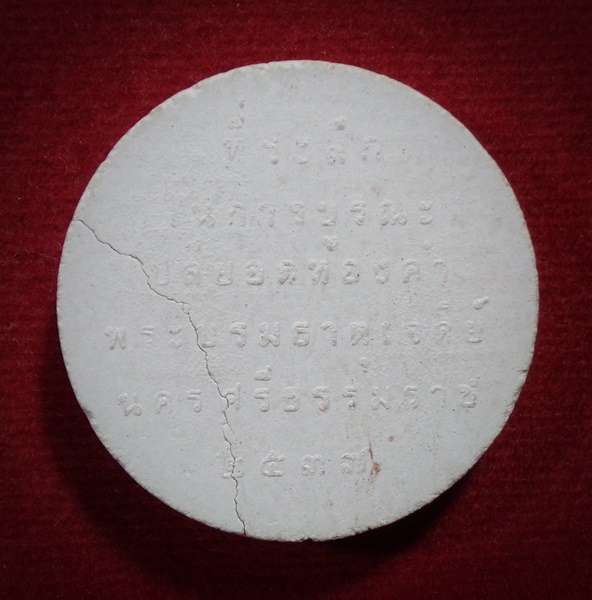 ที่ระลึก
ในการบูรณะ
ปลียอดทองคำ
พระบรมธาตุเจดีย์
นครศรีธรรมราช
๒๕๓๗